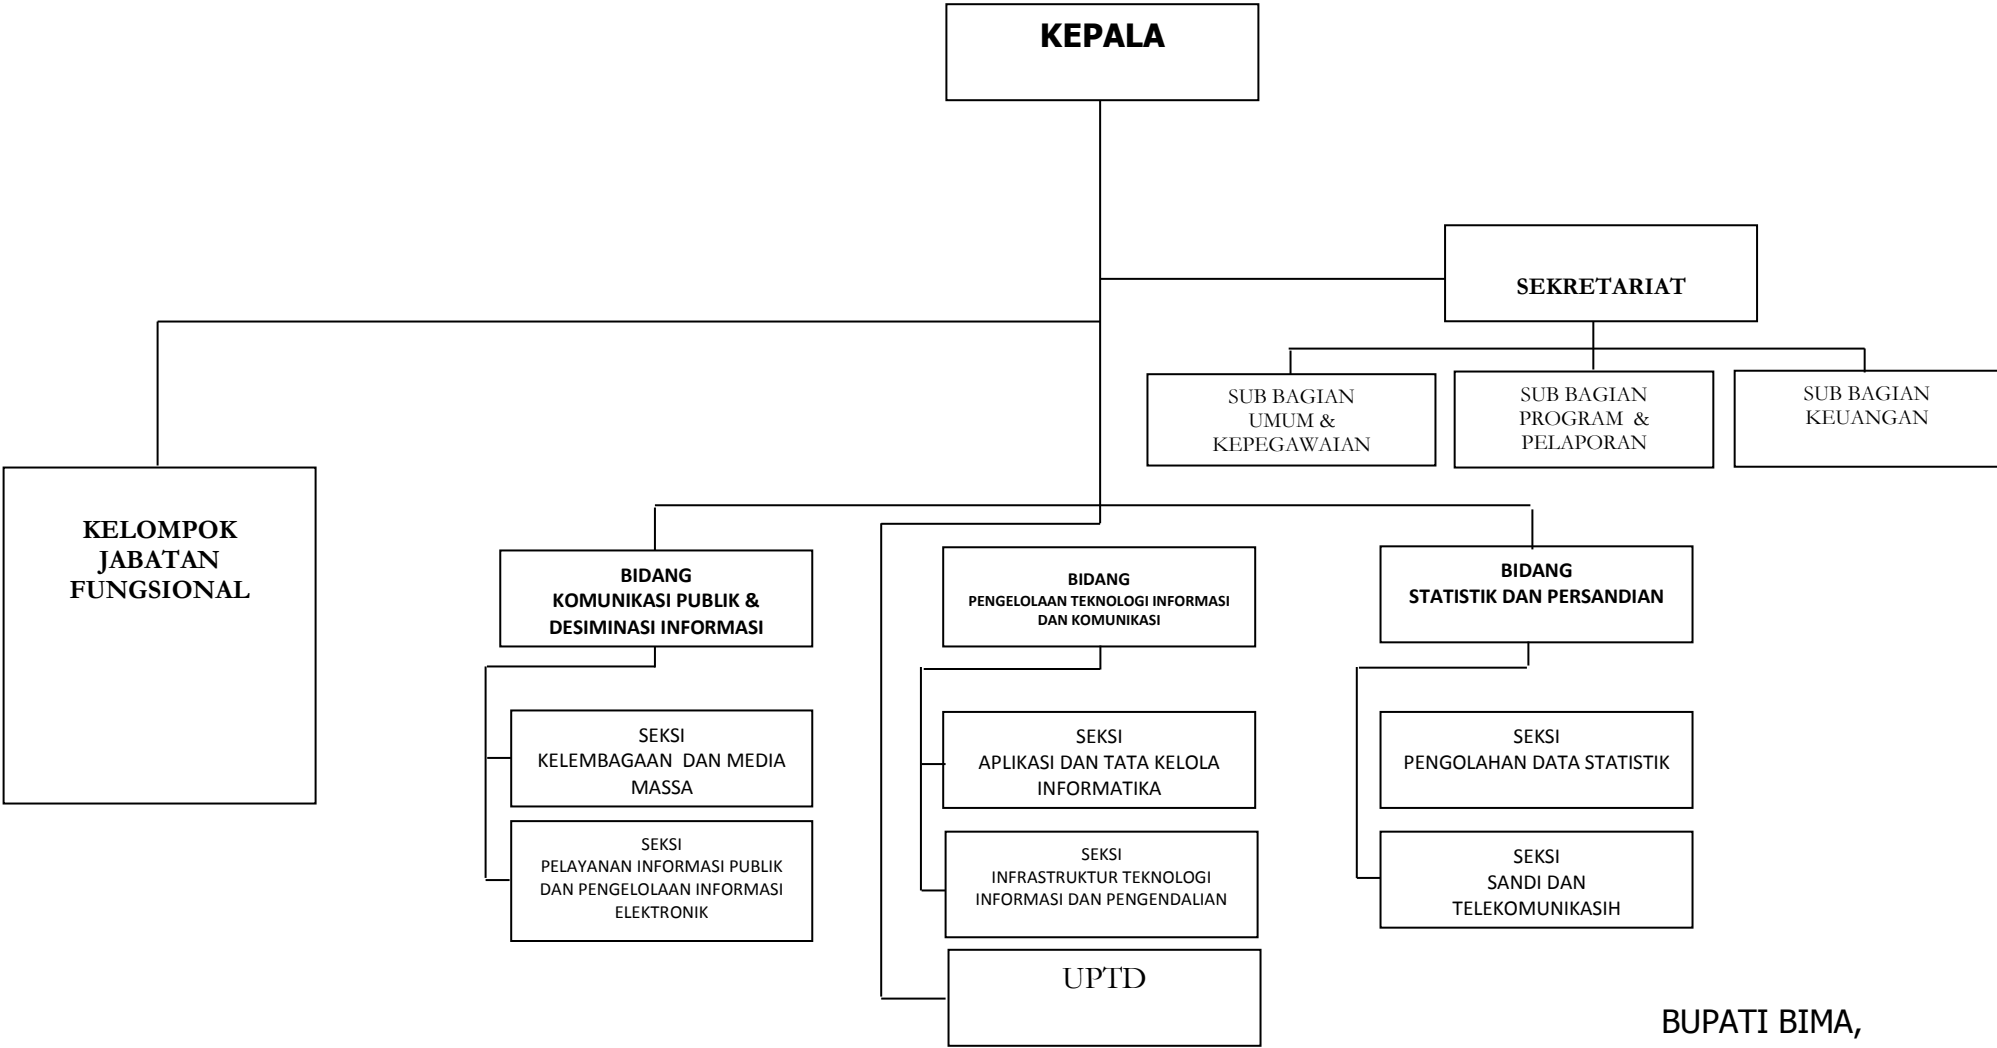 KEPALA
SEKRETARIAT
SUB BAGIAN
UMUM &
KEPEGAWAIAN
SUB BAGIAN
PROGRAM &
PELAPORAN
SUB BAGIAN
KEUANGAN
KELOMPOK
JABATAN
FUNGSIONAL
BIDANG
KOMUNIKASI PUBLIK &
DESIMINASI INFORMASI
BIDANG
PENGELOLAAN TEKNOLOGI INFORMASI
DAN KOMUNIKASI
BIDANG
STATISTIK DAN PERSANDIAN
SEKSI
KELEMBAGAAN DAN MEDIA
MASSA
SEKSI
APLIKASI DAN TATA KELOLA
INFORMATIKA
SEKSI
PENGOLAHAN DATA STATISTIK
SEKSI
PELAYANAN INFORMASI PUBLIK
DAN PENGELOLAAN INFORMASI
ELEKTRONIK
SEKSI
INFRASTRUKTUR TEKNOLOGI
INFORMASI DAN PENGENDALIAN
SEKSI
SANDI DAN
TELEKOMUNIKASIH
UPTD
BUPATI BIMA,